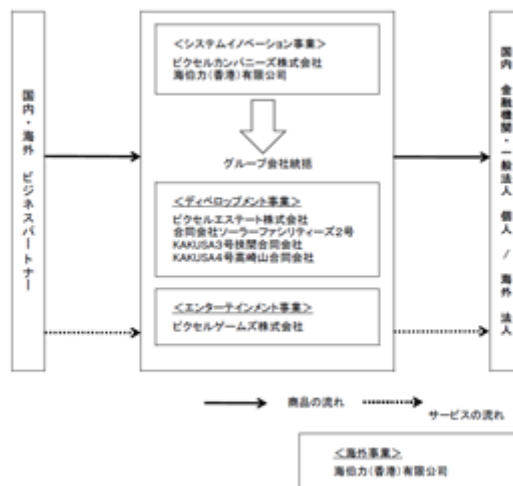 国内・海外 ビジネスパートナー
＜システムイノベーション事業＞
ピクセルカンパニーズ株式会社
海伯力（香港）有限公司
グループ会社統括
＜ディベロップメント事業＞
ピクセルエステート株式会社
合同会社ソーラーファシリティーズ2号
KAKUSA3号挾間合同会社
KAKUSA4号高崎山合同会社
＜エンターテインメント事業＞
ピクセルゲームズ株式会社
国内 金融機関・一般法人 個人 / 海外 法人
商品の流れ
サービスの流れ
＜海外事業＞
海伯力（香港）有限公司